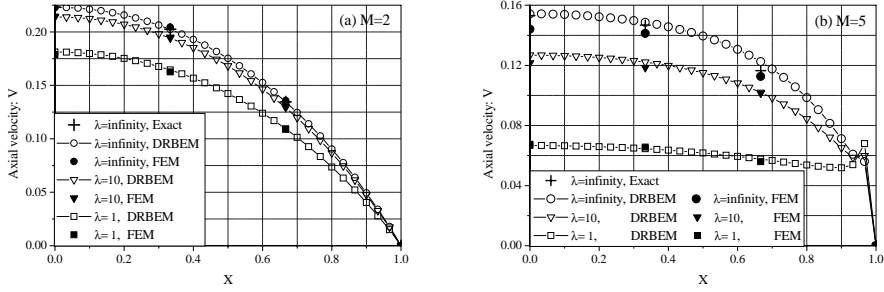 (a) M=2
0.20
0.15
0.10
0.05
0.00
Axial velocity: V
λ=infinity, Exact
λ=infinity, DRBEM
λ=infinity, FEM
λ=10, DRBEM
λ=10, FEM
λ= 1, DRBEM
λ= 1, FEM
0.0 0.2 0.4 0.6 0.8 1.0
X
(b) M=5
0.16
0.12
0.08
0.04
0.00
Axial velocity: V
λ=infinity, Exact
λ=infinity, DRBEM λ=infinity, FEM
λ=10, DRBEM λ=10, FEM
λ=1, DRBEM λ=1, FEM
0.0 0.2 0.4 0.6 0.8 1.0
X